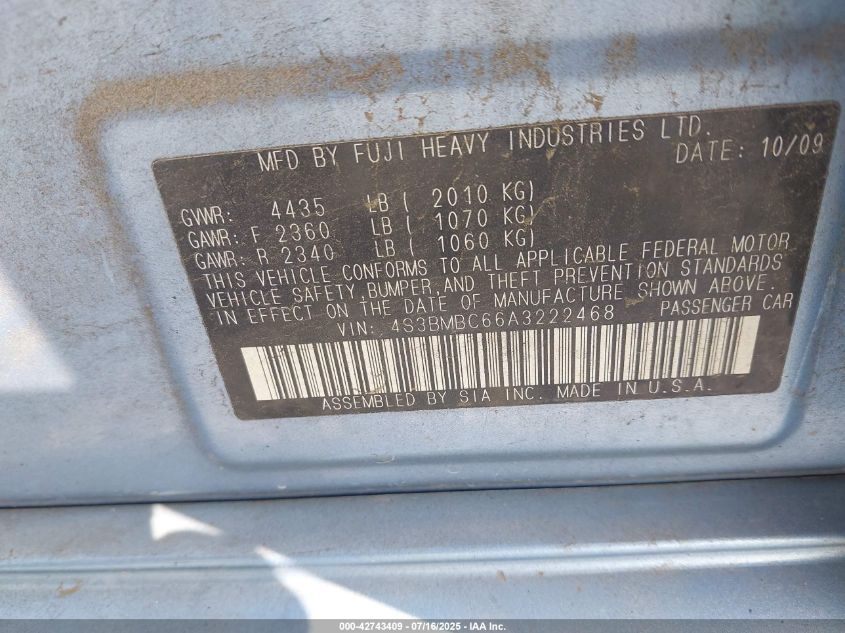 MFD BY FUJI HEAVY INDUSTRIES LTD.
DATE: 10/09
GVWR: 4435 LB ( 2010 KG)
GAWR: F 2360 LB ( 1070 KG)
GAWR: R 2340 LB ( 1060 KG)
THIS VEHICLE CONFORMS TO ALL APPLICABLE FEDERAL MOTOR
VEHICLE SAFETY, BUMPER, AND THEFT PREVENTION STANDARDS
IN EFFECT ON THE DATE OF MANUFACTURE SHOWN ABOVE.
VIN: 4S3BMBC66A3222468 PASSENGER CAR
ASSEMBLED BY SIA INC. MADE IN U.S.A.
000-42743409 - 07/16/2025 - IAA Inc.